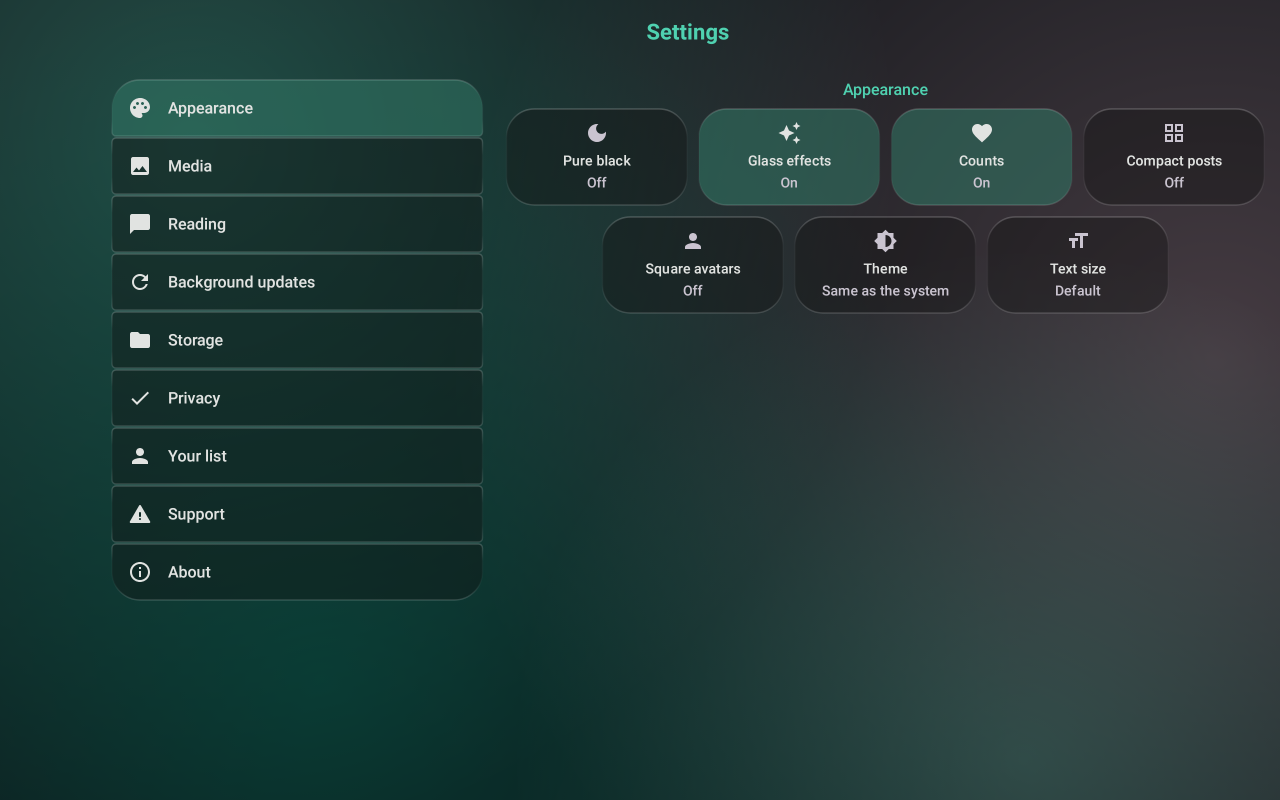 Settings
Appearance
Media
Reading
Background updates
Storage
Privacy
Your list
Support
About
Appearance
Pure black
Off
Glass effects
On
Counts
On
Compact posts
Off
Square avatars
Off
Theme
Same as the system
Text size
Default